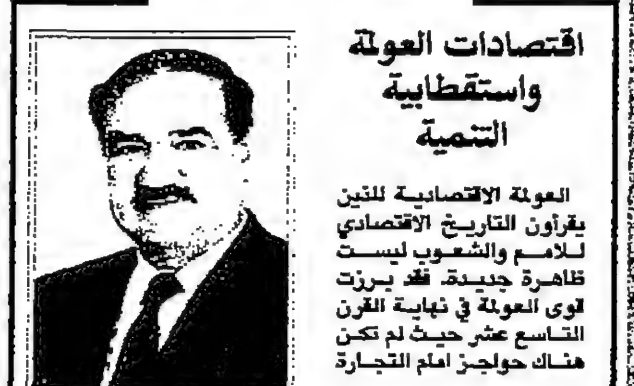 اقتصادات العولمة
واستقطابية
التنمية
العولمة الاقتصادية للذين
يقرأون التاريخ الاقتصادي
للامم والشعوب ليست
ظاهرة جديدة. فقد برزت
قوى العولمة في نهاية القرن
التاسع عشر حيث لم تكن
هناك حواجز امام التجارة